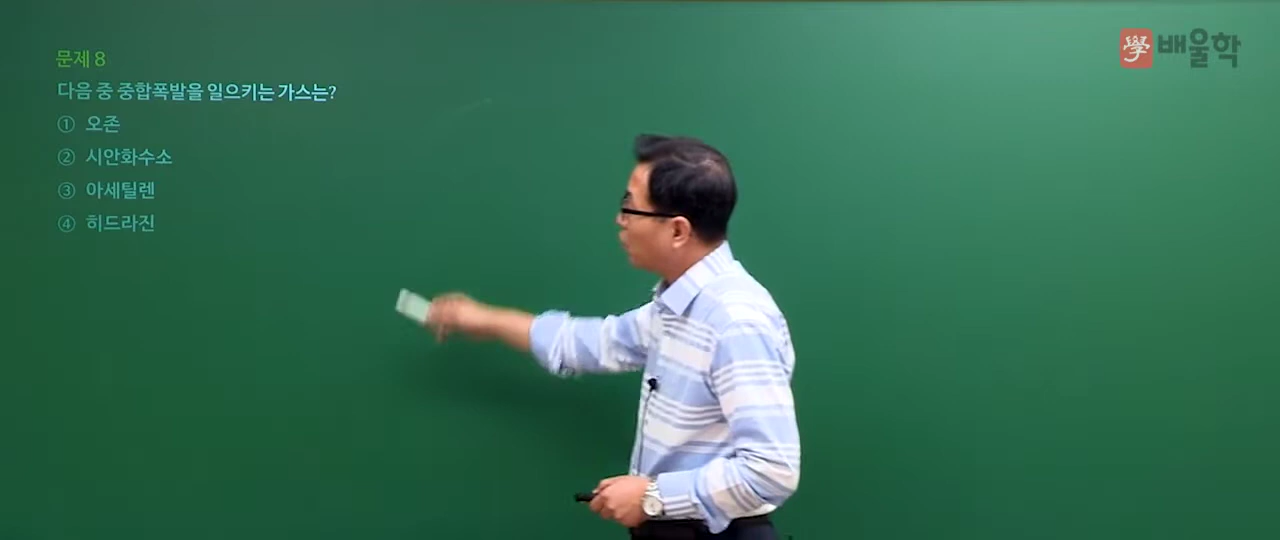 문제 8
다음 중 중합폭발을 일으키는 가스는?
① 오존
② 시안화수소
③ 아세틸렌
④ 히드라진
學 배울학